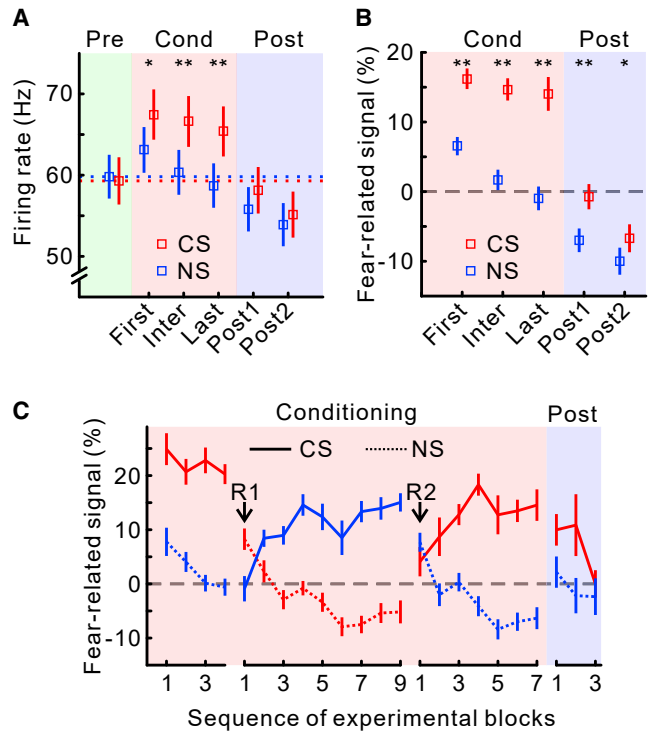 A
Pre Cond Post
* ** **
Firing rate (Hz)
70
60
50
CS
NS
First Inter Last Post1 Post2
B
Cond Post
** ** ** ** *
Fear-related signal (%)
20
10
0
-10
CS
NS
First Inter Last Post1 Post2
C
Conditioning Post
CS NS
R1 R2
Fear-related signal (%)
20
10
0
-10
1 3 1 3 5 7 9 1 3 5 7 1 3
Sequence of experimental blocks